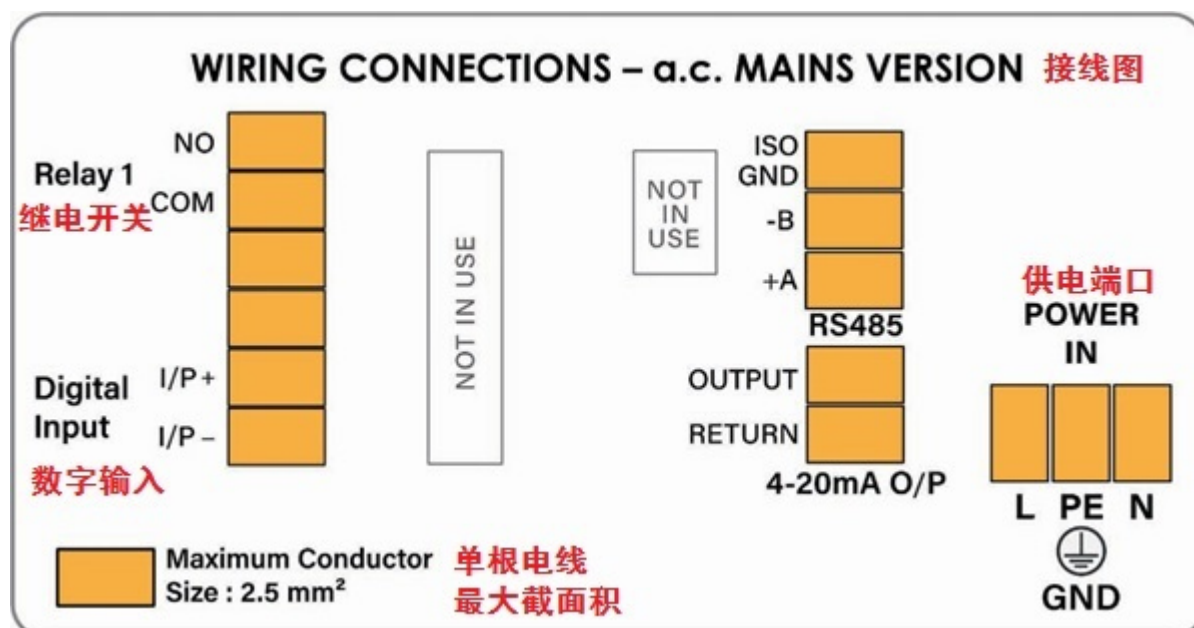 WIRING CONNECTIONS – a.c. MAINS VERSION 接线图
NO
Relay 1
COM
继电开关
I/P +
Digital
Input
I/P –
数字输入
NOT IN USE
NOT
IN
USE
ISO
GND
-B
+A
RS485
OUTPUT
RETURN
4-20mA O/P
供电端口
POWER
IN
L PE N
GND
Maximum Conductor
Size : 2.5 mm²
单根电线
最大截面积